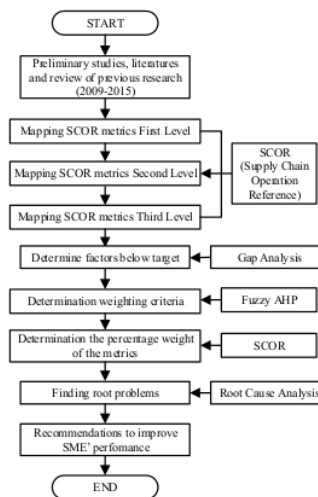 START
Preliminary studies, literatures
and review of previous research
(2009-2015)
Mapping SCOR metrics First Level
Mapping SCOR metrics Second Level
SCOR
(Supply Chain
Operation
Reference)
Mapping SCOR metrics Third Level
Determine factors below target
Gap Analysis
Determination weighting criteria
Fuzzy AHP
Determination the percentage weight
of the metrics
SCOR
Finding root problems
Root Cause Analysis
Recommendations to improve
SME' perfomance
END